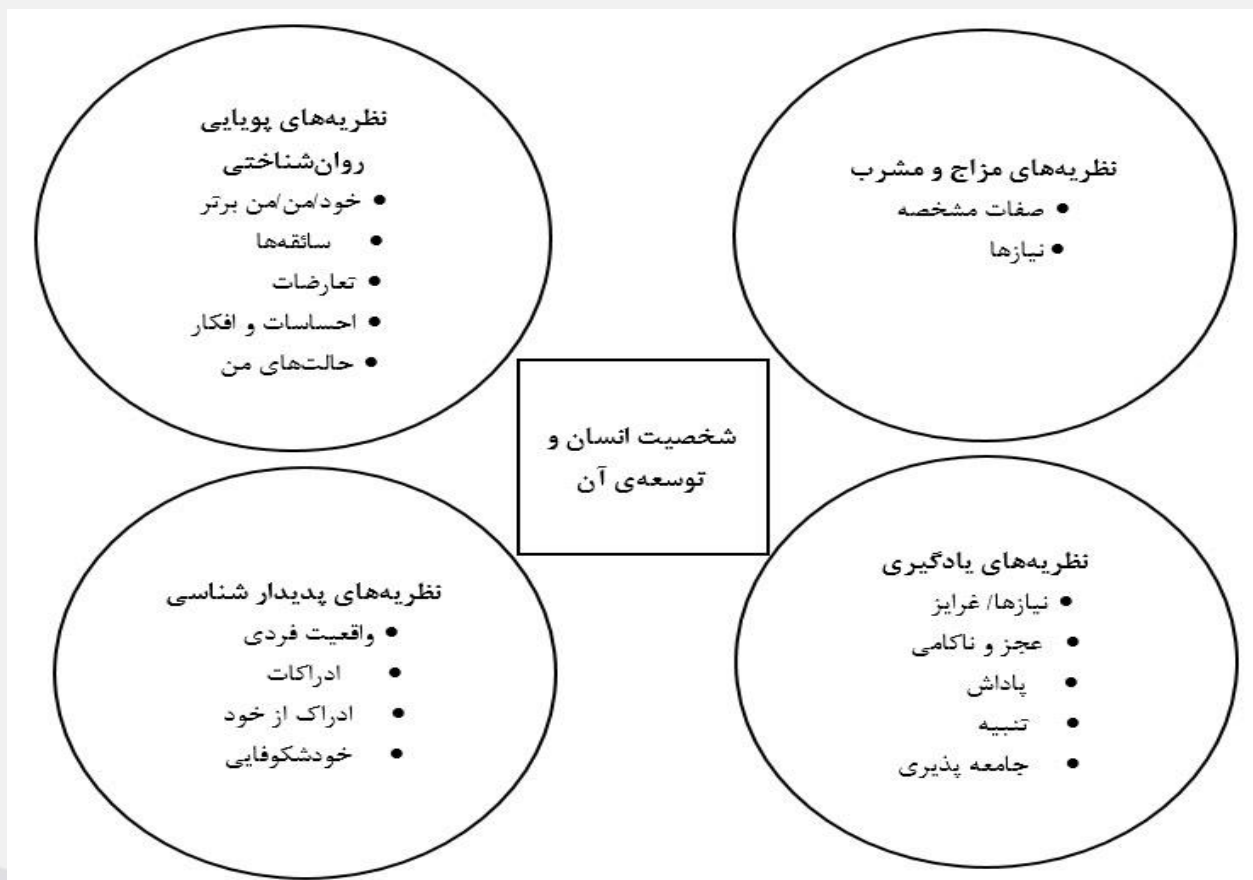 نظریه‌های مزاج و مشرب
● صفات مشخصه
● نیازها
نظریه‌های پویایی
روان‌شناختی
● خود/من/من برتر
● سائقه‌ها
● تعارضات
● احساسات و افکار
● حالت‌های من
شخصیت انسان و
توسعه‌ی آن
نظریه‌های یادگیری
● نیازها/ غرایز
● عجز و ناکامی
● پاداش
● تنبیه
● جامعه پذیری
نظریه‌های پدیدار شناسی
● واقعیت فردی
● ادراکات
● ادراک از خود
● خودشکوفایی